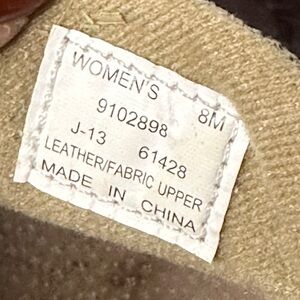 WOMEN'S 8M
9102898
J-13 61428
LEATHER/FABRIC UPPER
MADE IN CHINA